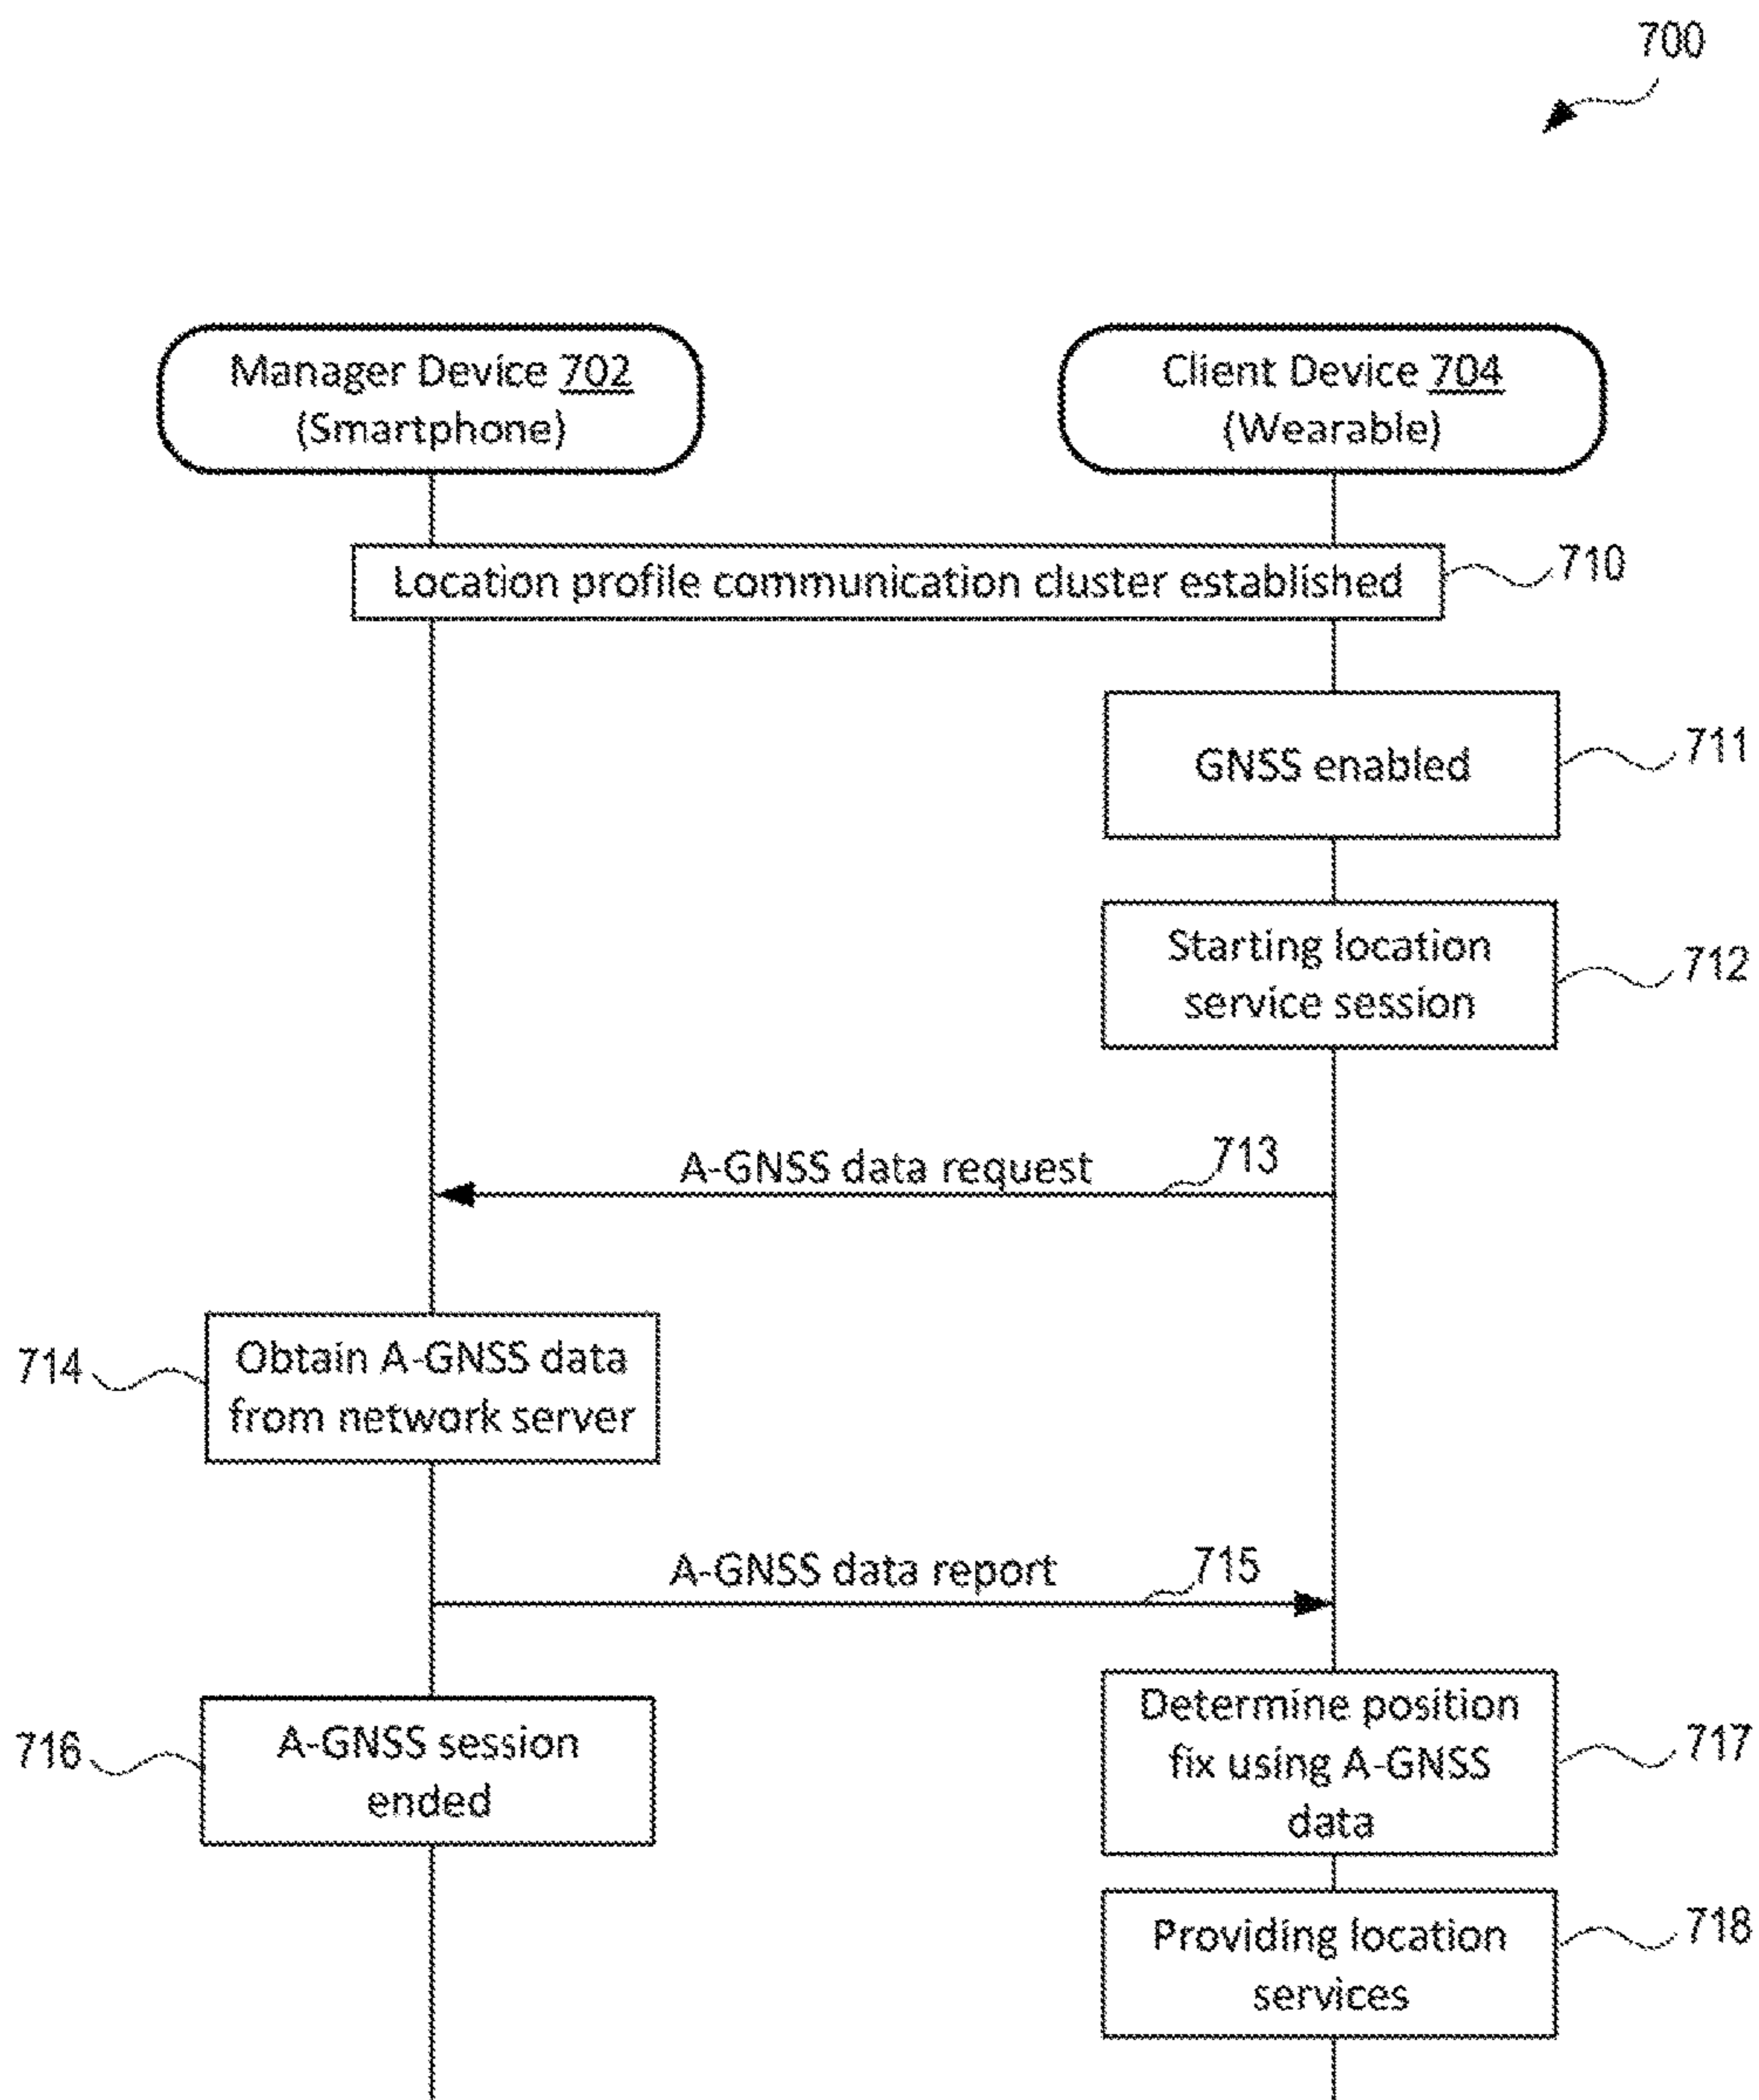 700
Manager Device 702
(Smartphone)
Client Device 704
(Wearable)
Location profile communication cluster established
710
GNSS enabled
711
Starting location
service session
712
A-GNSS data request
713
714
Obtain A-GNSS data
from network server
A-GNSS data report
715
716
A-GNSS session
ended
Determine position
fix using A-GNSS
data
717
Providing location
services
718